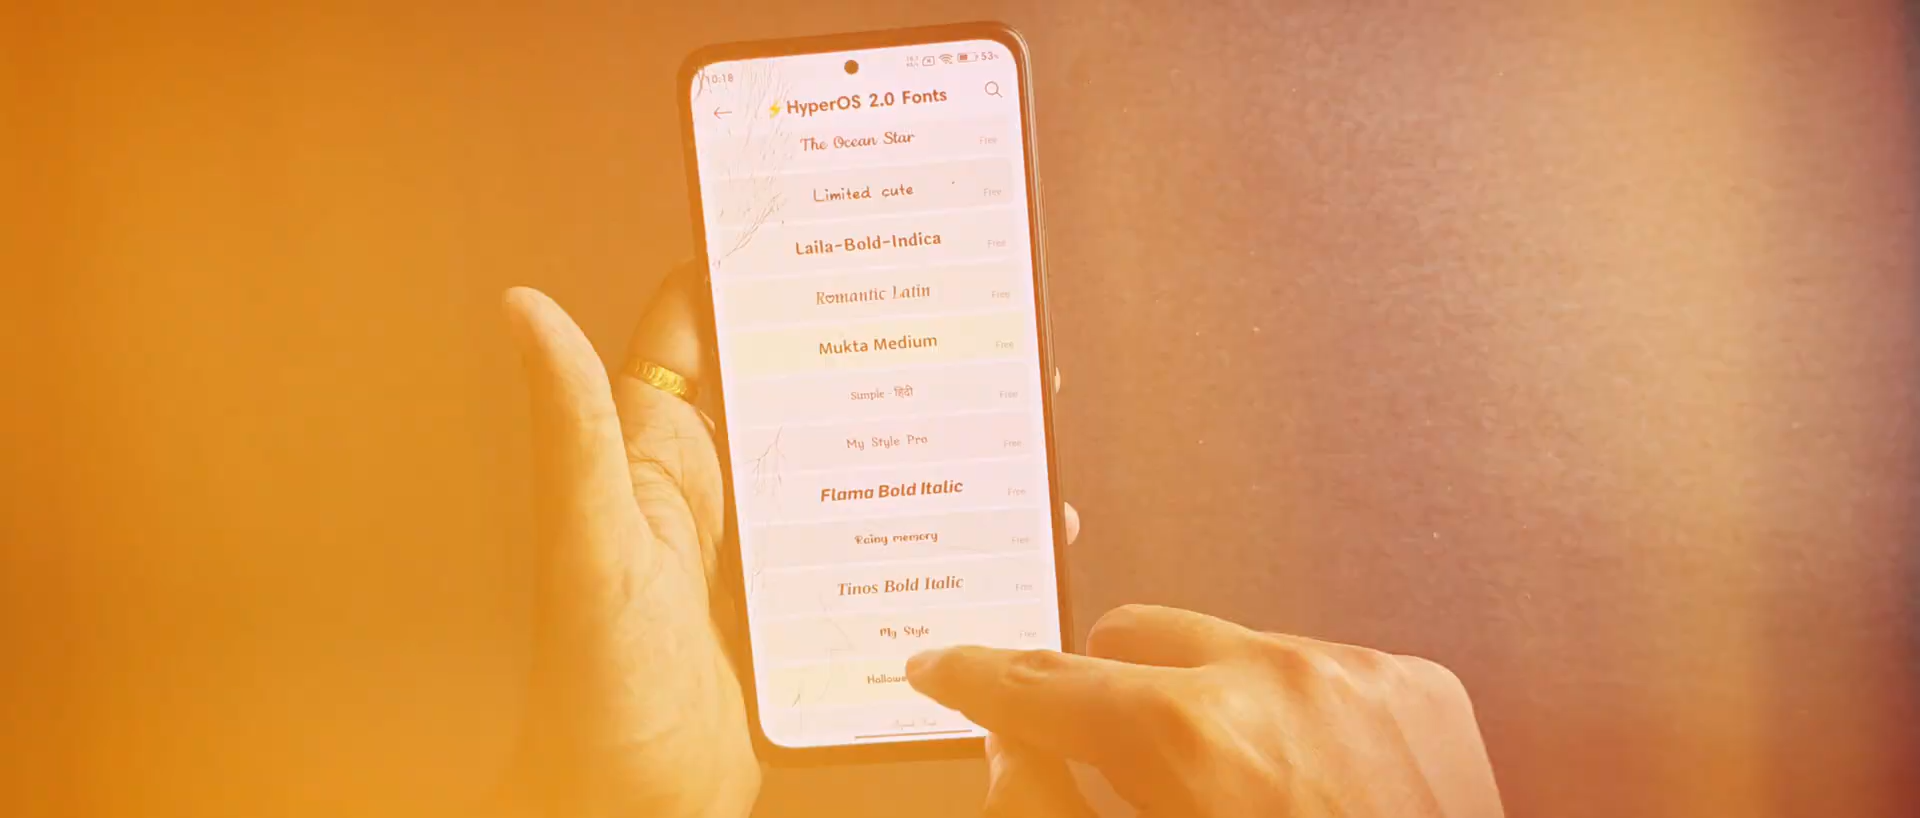 10:18
53
⚡HyperOS 2.0 Fonts
The Ocean Star
Free
Limited cute
Free
Laila-Bold-Indica
Free
Romantic Latin
Free
Mukta Medium
Free
Simple - हिंदी
Free
My Style Pro
Free
Flama Bold Italic
Free
Rainy memory
Free
Tinos Bold Italic
Free
My Style
Free